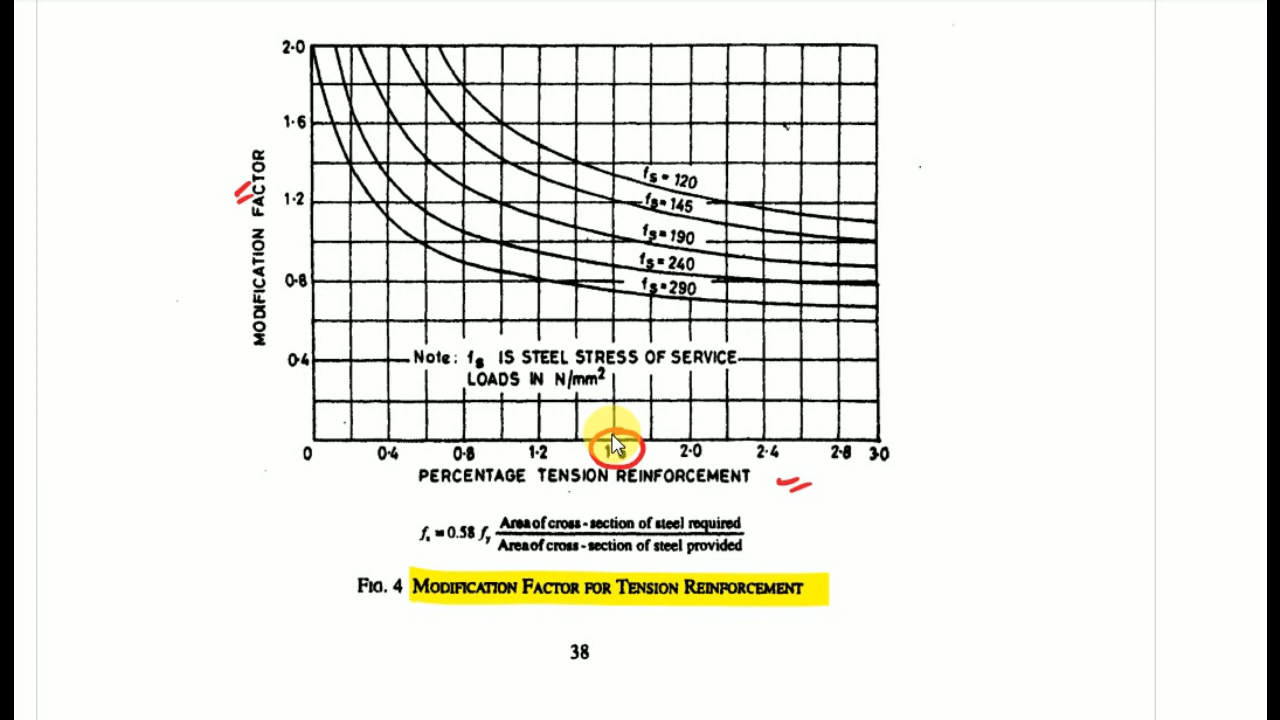 2.0
1.6
1.2
0.8
0.4
MODIFICATION FACTOR
fs = 120
fs = 145
fs = 190
fs = 240
fs = 290
Note: fs IS STEEL STRESS OF SERVICE
LOADS IN N/mm²
0 0.4 0.8 1.2 2.0 2.4 2.8 3.0
PERCENTAGE TENSION REINFORCEMENT
fs = 0.58 fy Area of cross-section of steel required
Area of cross-section of steel provided
FIG. 4 MODIFICATION FACTOR FOR TENSION REINFORCEMENT
38